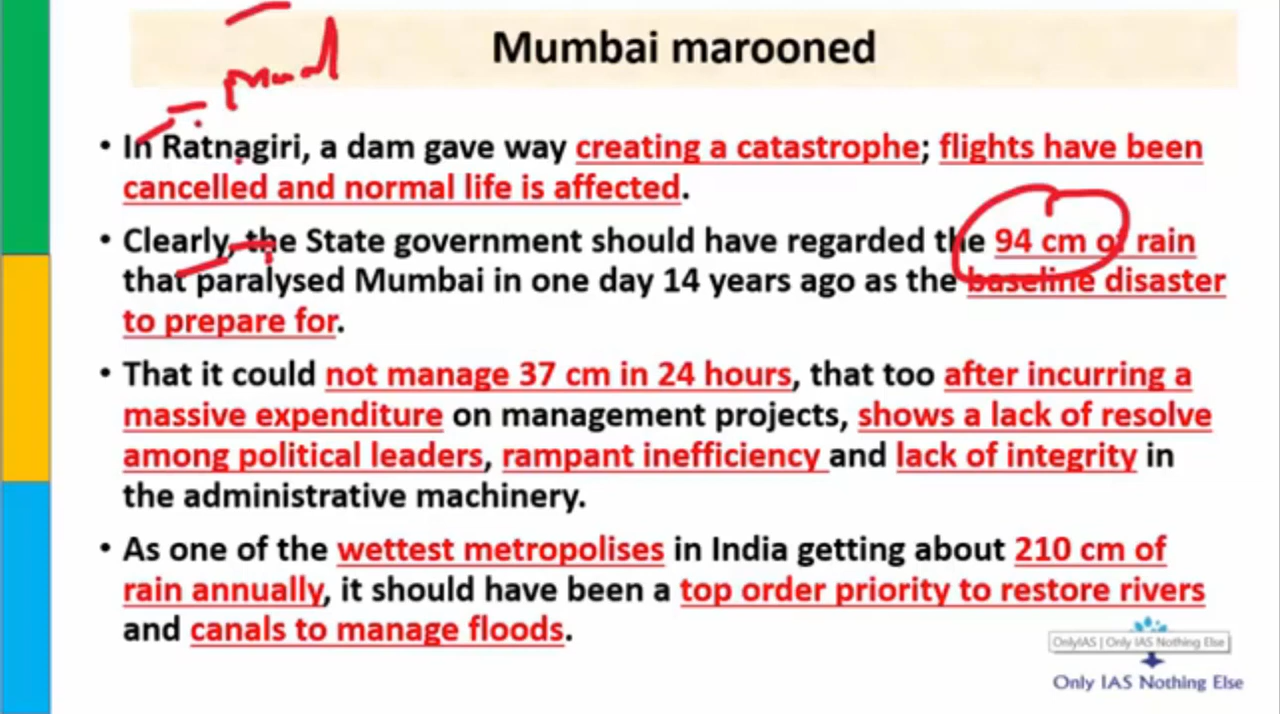 Mumbai marooned
• In Ratnagiri, a dam gave way creating a catastrophe; flights have been
cancelled and normal life is affected.
• Clearly, the State government should have regarded the 94 cm of rain
that paralysed Mumbai in one day 14 years ago as the baseline disaster
to prepare for.
• That it could not manage 37 cm in 24 hours, that too after incurring a
massive expenditure on management projects, shows a lack of resolve
among political leaders, rampant inefficiency and lack of integrity in
the administrative machinery.
• As one of the wettest metropolises in India getting about 210 cm of
rain annually, it should have been a top order priority to restore rivers
and canals to manage floods.
OnlyIAS | Only IAS Nothing Else
Only IAS Nothing Else